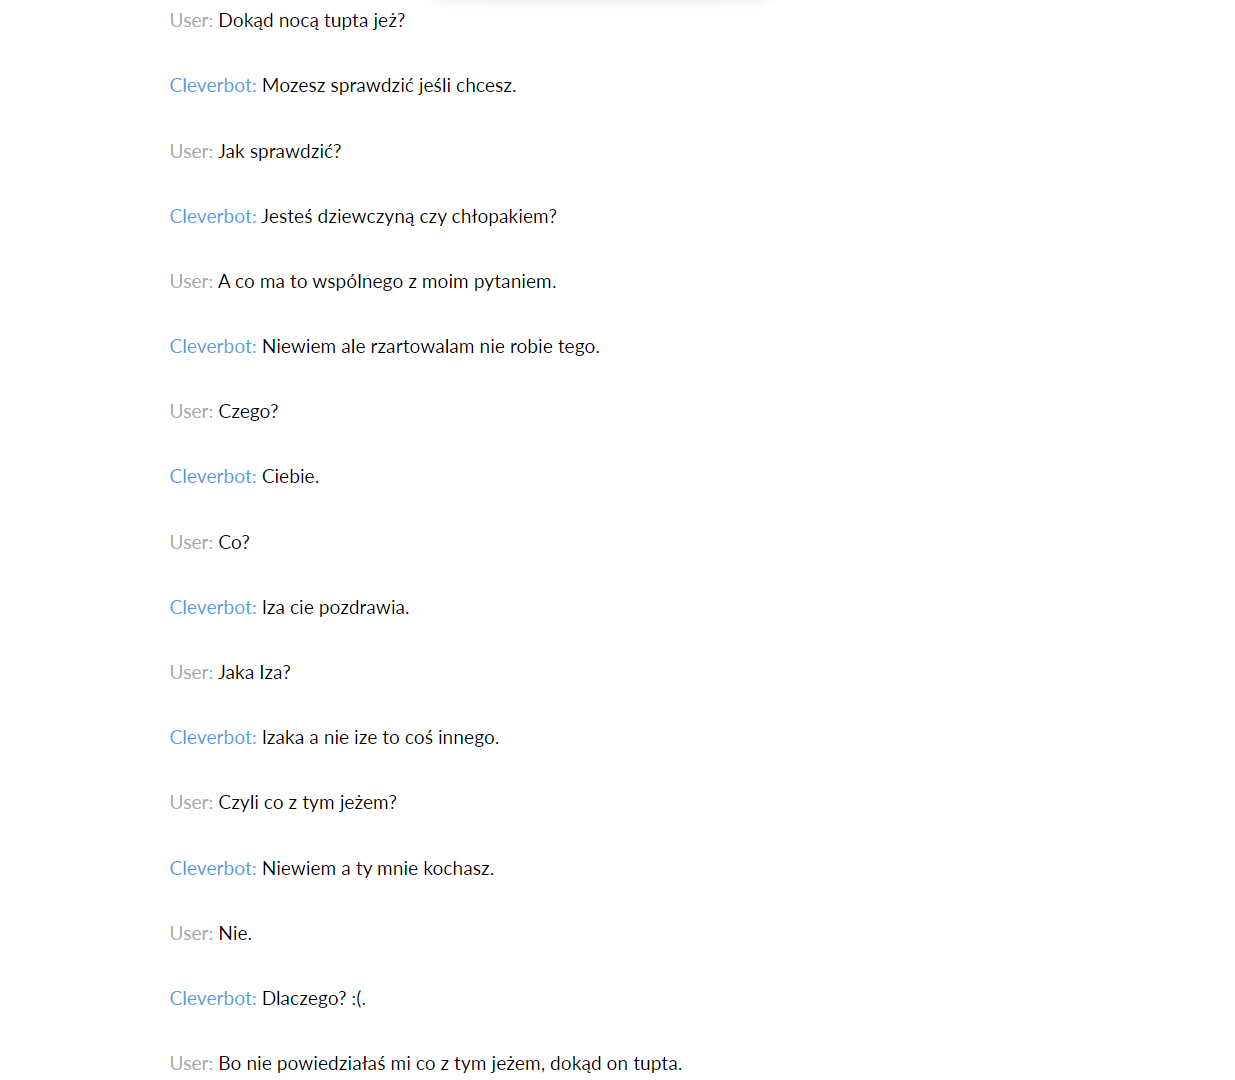 User: Dokąd nocą tupta jeż?
Cleverbot: Mozesz sprawdzić jeśli chcesz.
User: Jak sprawdzić?
Cleverbot: Jesteś dziewczyną czy chłopakiem?
User: A co ma to wspólnego z moim pytaniem.
Cleverbot: Niewiem ale rzartowalam nie robie tego.
User: Czego?
Cleverbot: Ciebie.
User: Co?
Cleverbot: Iza cie pozdrawia.
User: Jaka Iza?
Cleverbot: Izaka a nie ize to coś innego.
User: Czyli co z tym jeżem?
Cleverbot: Niewiem a ty mnie kochasz.
User: Nie.
Cleverbot: Dlaczego? :(.
User: Bo nie powiedziałaś mi co z tym jeżem, dokąd on tupta.